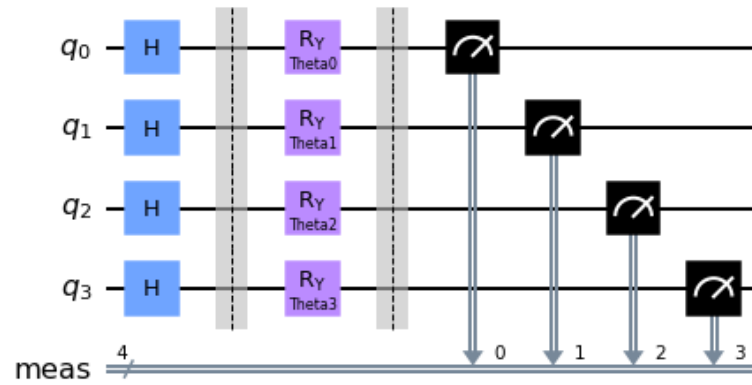 q0 H RY Theta0
q1 H RY Theta1
q2 H RY Theta2
q3 H RY Theta3
meas 4 0 1 2 3